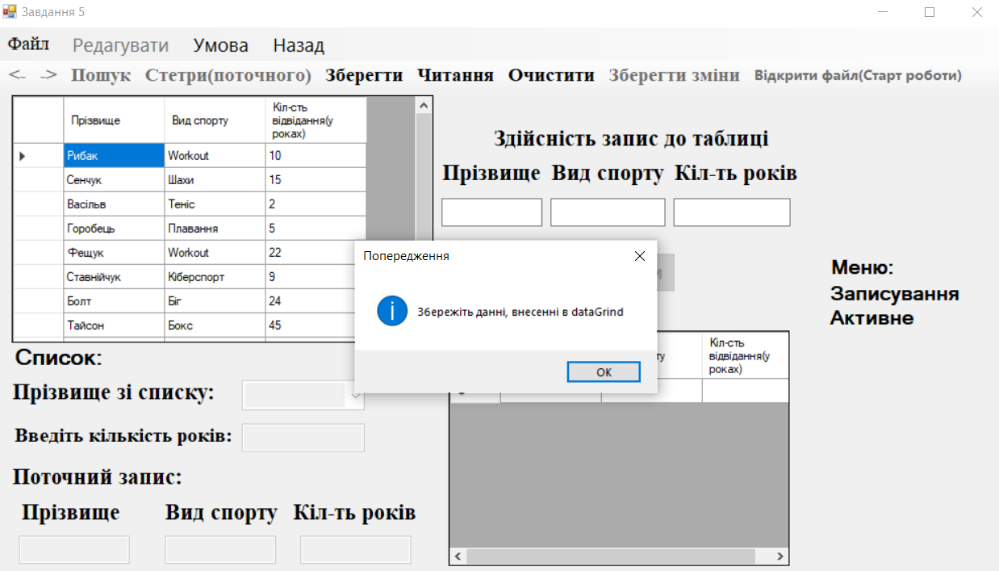 Завдання 5
Файл Редагувати Умова Назад
<- -> Пошук Стетри(поточного) Зберегти Читання Очистити Зберегти зміни Відкрити файл(Старт роботи)
Прізвище Вид спорту Кіл-сть відвідання(у роках)
Рибак Workout 10
Сенчук Шахи 15
Васільв Теніс 2
Горобець Плавання 5
Фещук Workout 22
Ставнійчук Кіберспорт 9
Болт Біг 24
Тайсон Бокс 45
Здійсність запис до таблиці
Прізвище Вид спорту Кіл-ть років
Попередження
Збережіть данні, внесенні в dataGrind
OK
Меню:
Записування
Активне
Кіл-сть
відвідання(у
роках)
Список:
Прізвище зі списку:
Введіть кількість років:
Поточний запис:
Прізвище Вид спорту Кіл-ть років